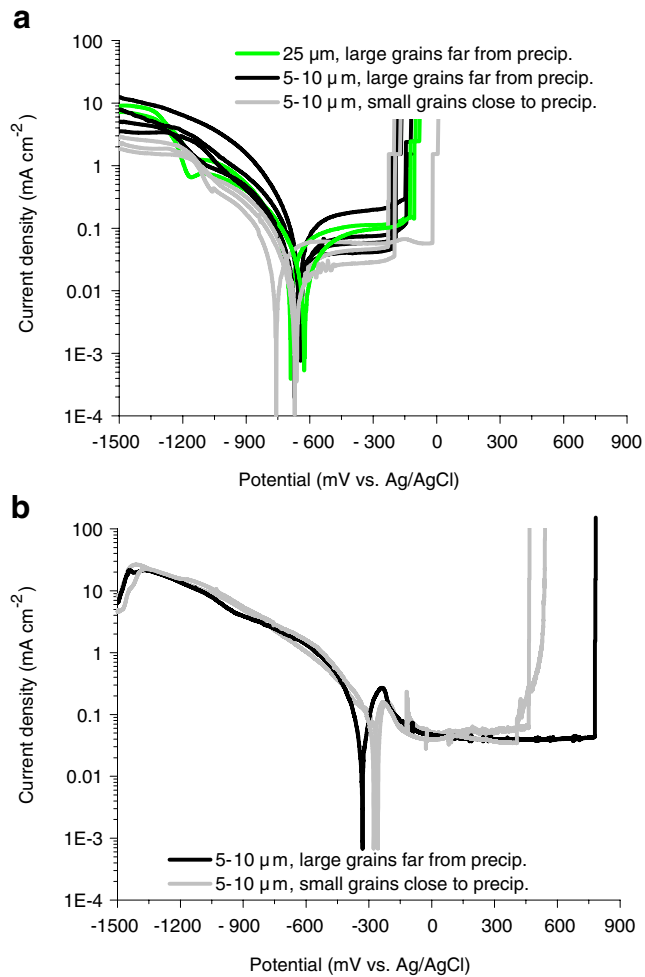 a
100
10
1
0.1
0.01
1E-3
1E-4
Current density (mA cm-2)
25 µm, large grains far from precip.
5-10 µm, large grains far from precip.
5-10 µm, small grains close to precip.
-1500 -1200 - 900 - 600 - 300 0 300 600 900
Potential (mV vs. Ag/AgCl)
b
100
10
1
0.1
0.01
1E-3
1E-4
Current density (mA cm-2)
5-10 µm, large grains far from precip.
5-10 µm, small grains close to precip.
-1500 -1200 - 900 -600 -300 0 300 600 900
Potential (mV vs. Ag/AgCl)